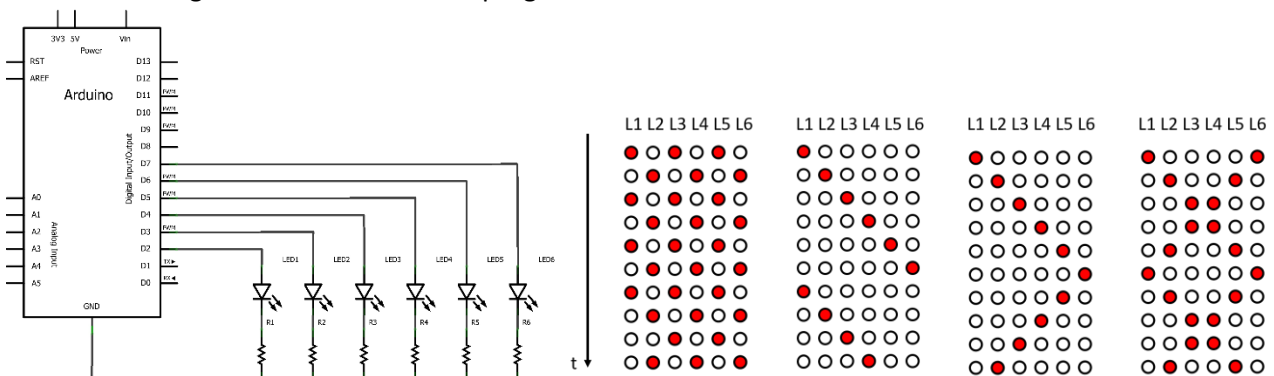 3V3 5V Vin
Power
RST
AREF
Arduino
D13
D12
PWM D11
D10
PWM D9
D8
D7
PWM D6
PWM D5
D4
PWM D3
D2
TX D1
RX D0
Digital Input/Output
A0
A1
A2
A3
A4
A5
Analog Input
GND
LED1 LED2 LED3 LED4 LED5 LED6
R1 R2 R3 R4 R5 R6
t
L1 L2 L3 L4 L5 L6
L1 L2 L3 L4 L5 L6
L1 L2 L3 L4 L5 L6
L1 L2 L3 L4 L5 L6